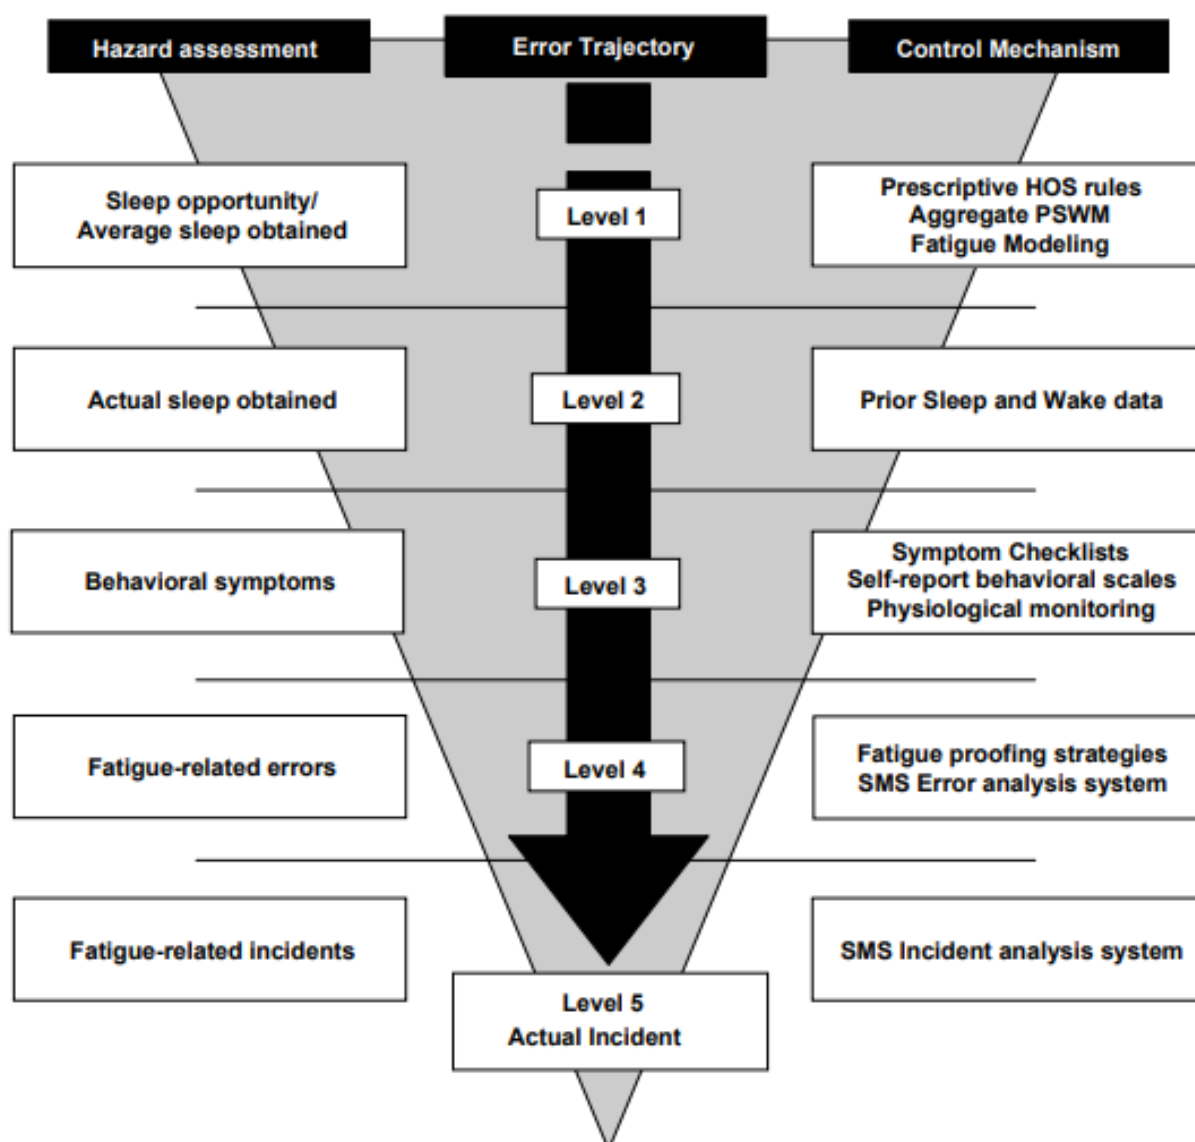 Hazard assessment
Error Trajectory
Control Mechanism
Sleep opportunity/
Average sleep obtained
Level 1
Prescriptive HOS rules
Aggregate PSWM
Fatigue Modeling
Actual sleep obtained
Level 2
Prior Sleep and Wake data
Behavioral symptoms
Level 3
Symptom Checklists
Self-report behavioral scales
Physiological monitoring
Fatigue-related errors
Level 4
Fatigue proofing strategies
SMS Error analysis system
Fatigue-related incidents
Level 5
Actual Incident
SMS Incident analysis system